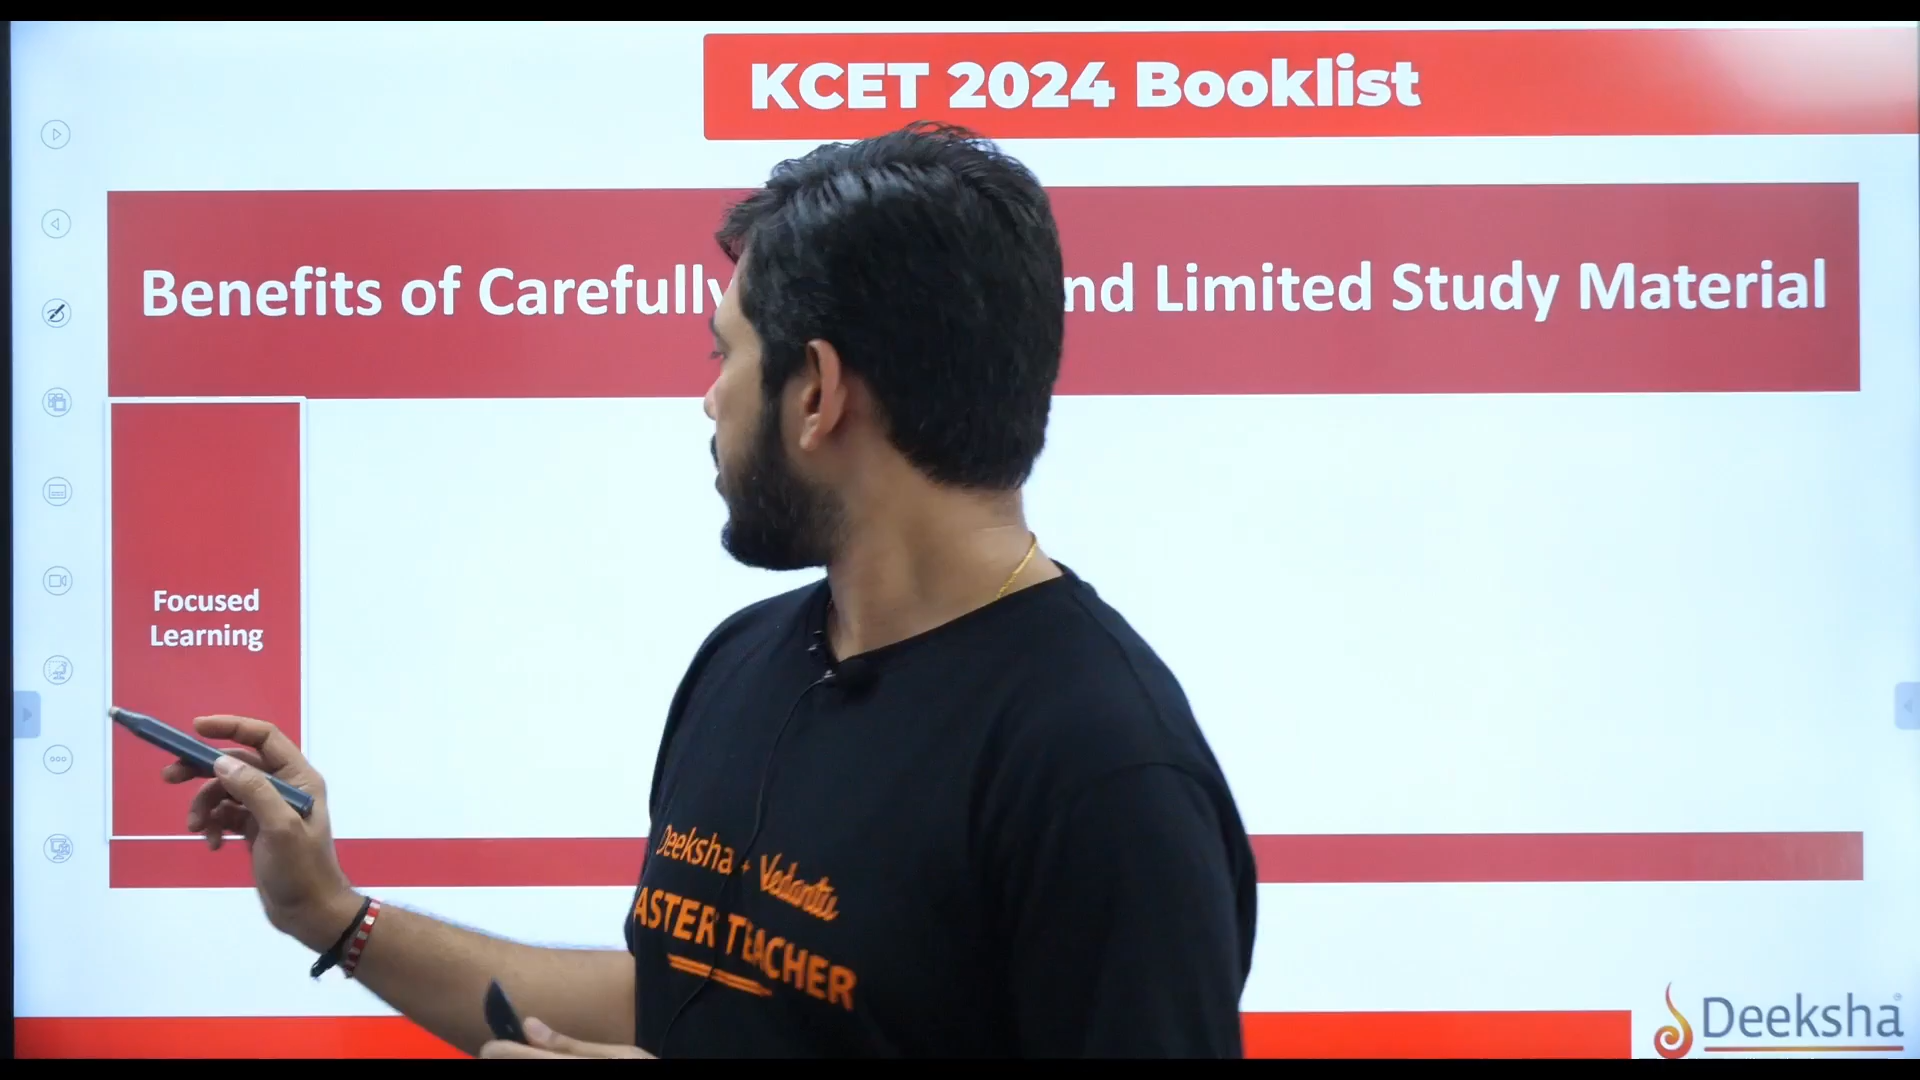 KCET 2024 Booklist
Benefits of Carefully nd Limited Study Material
Focused
Learning
Deeksha + Vedantu
ASTER TEACHER
Deeksha